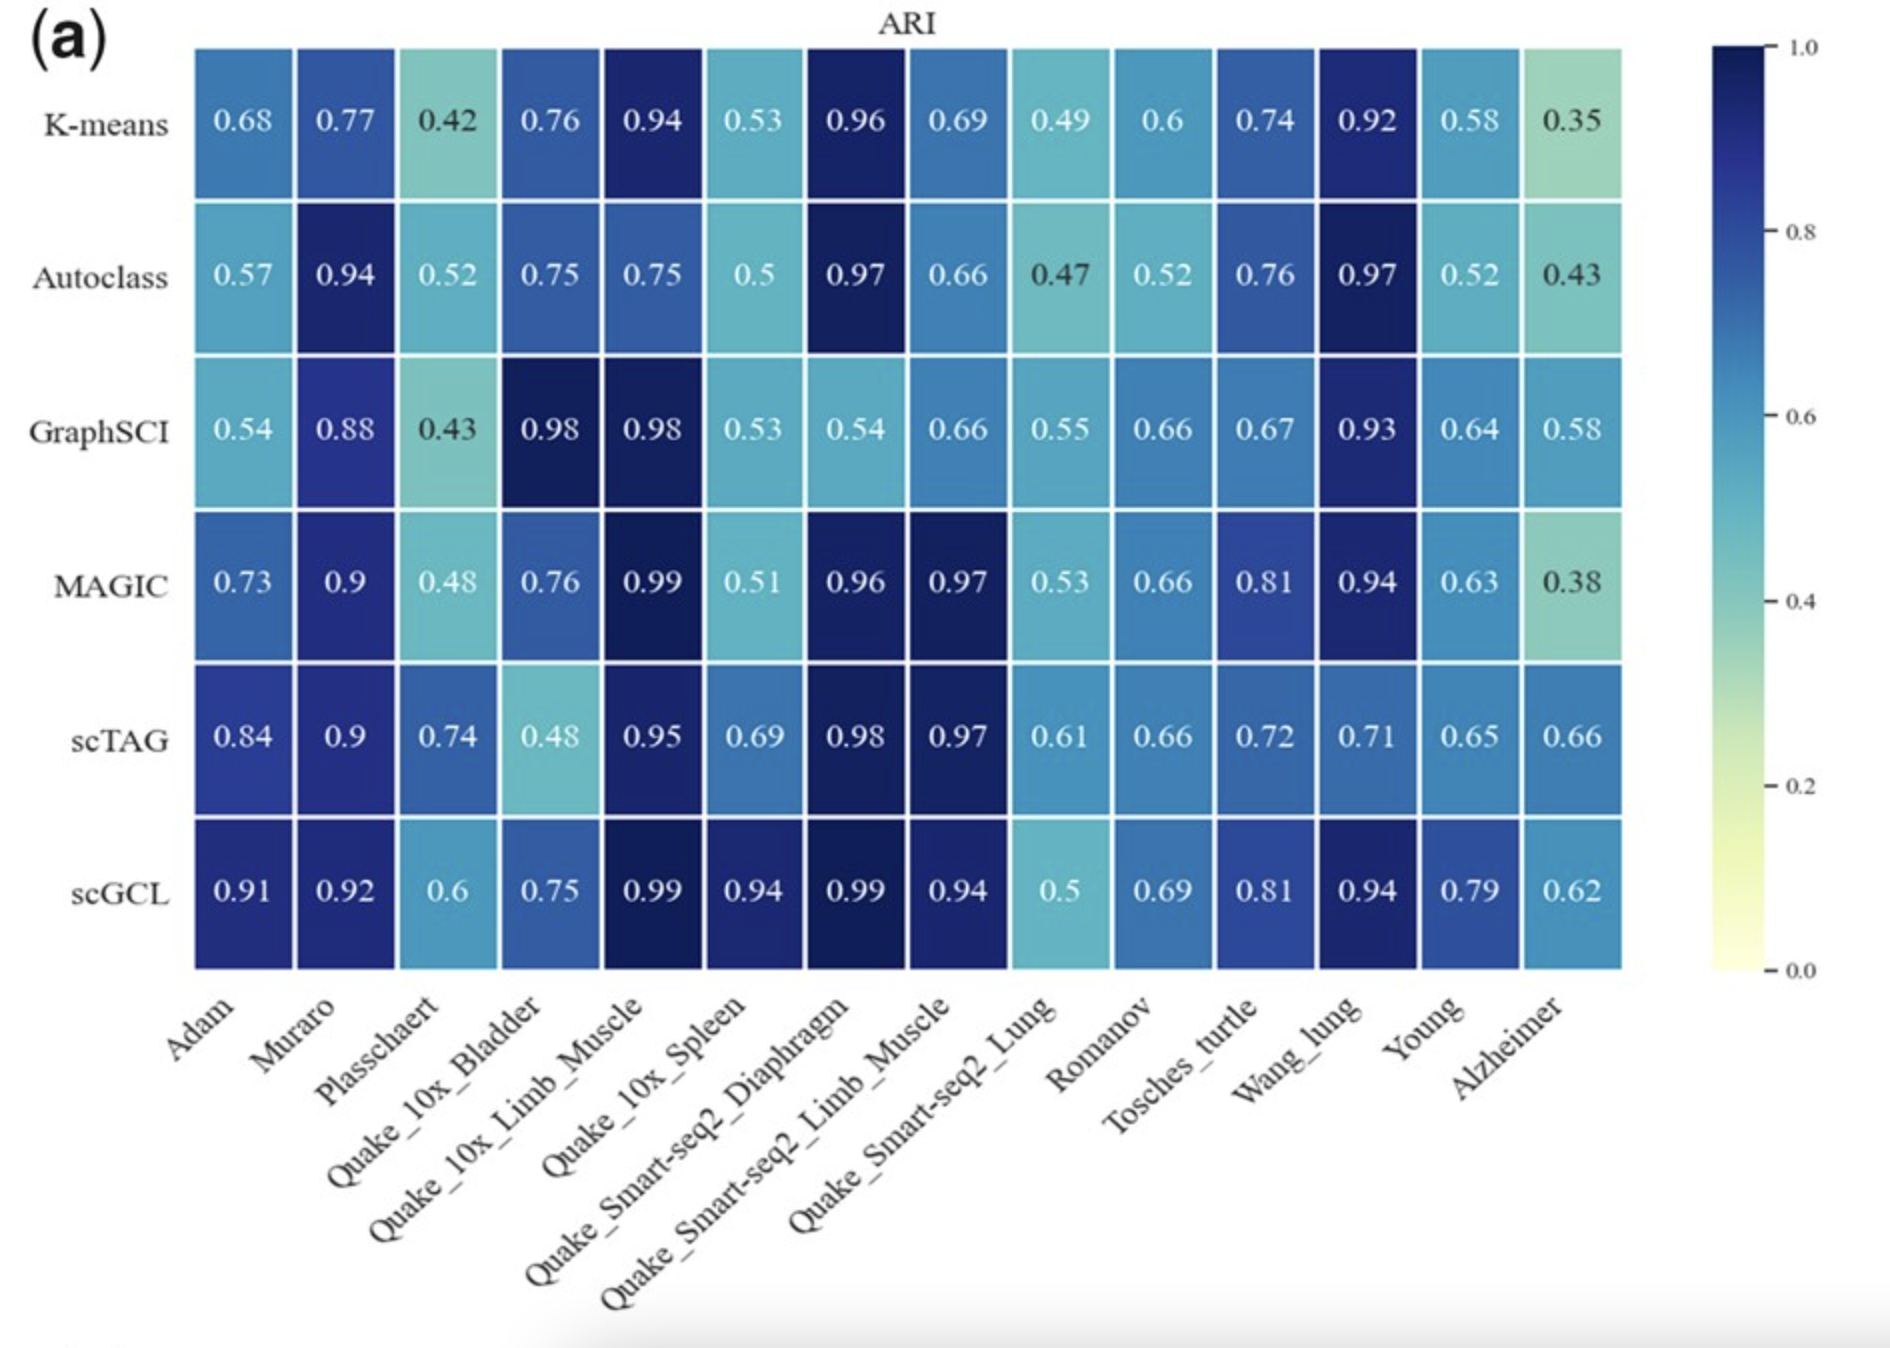 (a)
ARI
K-means 0.68 0.77 0.42 0.76 0.94 0.53 0.96 0.69 0.49 0.6 0.74 0.92 0.58 0.35
Autoclass 0.57 0.94 0.52 0.75 0.75 0.5 0.97 0.66 0.47 0.52 0.76 0.97 0.52 0.43
GraphSCI 0.54 0.88 0.43 0.98 0.98 0.53 0.54 0.66 0.55 0.66 0.67 0.93 0.64 0.58
MAGIC 0.73 0.9 0.48 0.76 0.99 0.51 0.96 0.97 0.53 0.66 0.81 0.94 0.63 0.38
scTAG 0.84 0.9 0.74 0.48 0.95 0.69 0.98 0.97 0.61 0.66 0.72 0.71 0.65 0.66
scGCL 0.91 0.92 0.6 0.75 0.99 0.94 0.99 0.94 0.5 0.69 0.81 0.94 0.79 0.62
Adam
Muraro
Plasschaert
Quake_10x_Bladder
Quake_10x_Limb_Muscle
Quake_10x_Spleen
Quake_Smart-seq2_Diaphragm
Quake_Smart-seq2_Limb_Muscle
Quake_Smart-seq2_Lung
Romanov
Tosches_turtle
Wang_lung
Young
Alzheimer
1.0
0.8
0.6
0.4
0.2
0.0